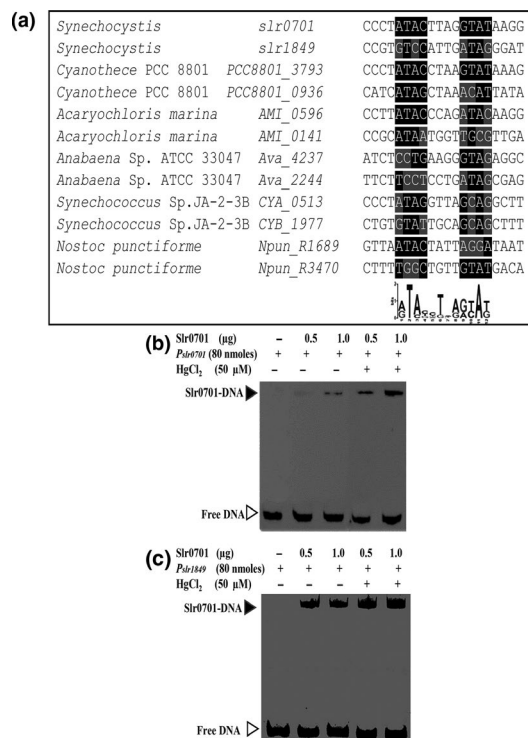 (a)
Synechocystis slr0701 CCCTATACTTAGGTATAAGG
Synechocystis slr1849 CCGTGTCCATTGATAGGGAT
Cyanothece PCC 8801 PCC8801_3793 CCCTATACCTAAGTATAAAG
Cyanothece PCC 8801 PCC8801_0936 CATCATAGCTAAACATTATA
Acaryochloris marina AMI_0596 CCTTATACCCAGATACAAGG
Acaryochloris marina AMI_0141 CCGCATAATGGTTGCGTTGA
Anabaena Sp. ATCC 33047 Ava_4237 ATCTCCTGAAGGGTAGAGGC
Anabaena Sp. ATCC 33047 Ava_2244 TTCTTCCTCCTGATAGCGAG
Synechococcus Sp.JA-2-3B CYA_0513 CCCTATAGGTTAGCAGGCTT
Synechococcus Sp.JA-2-3B CYB_1977 CTGTGTATTGCAGCAGCTTT
Nostoc punctiforme Npun_R1689 GTTAATACTATTAGGATAAT
Nostoc punctiforme Npun_R3470 CTTTTGGCTGTTGTATGACA
(b)
Slr0701 (µg) – 0.5 1.0 0.5 1.0
Pslr0701 (80 nmoles) + + + + +
HgCl2 (50 µM) – – – + +
Slr0701-DNA
Free DNA
(c)
Slr0701 (µg) – 0.5 1.0 0.5 1.0
Pslr1849 (80 nmoles) + + + + +
HgCl2 (50 µM) – – – + +
Slr0701-DNA
Free DNA